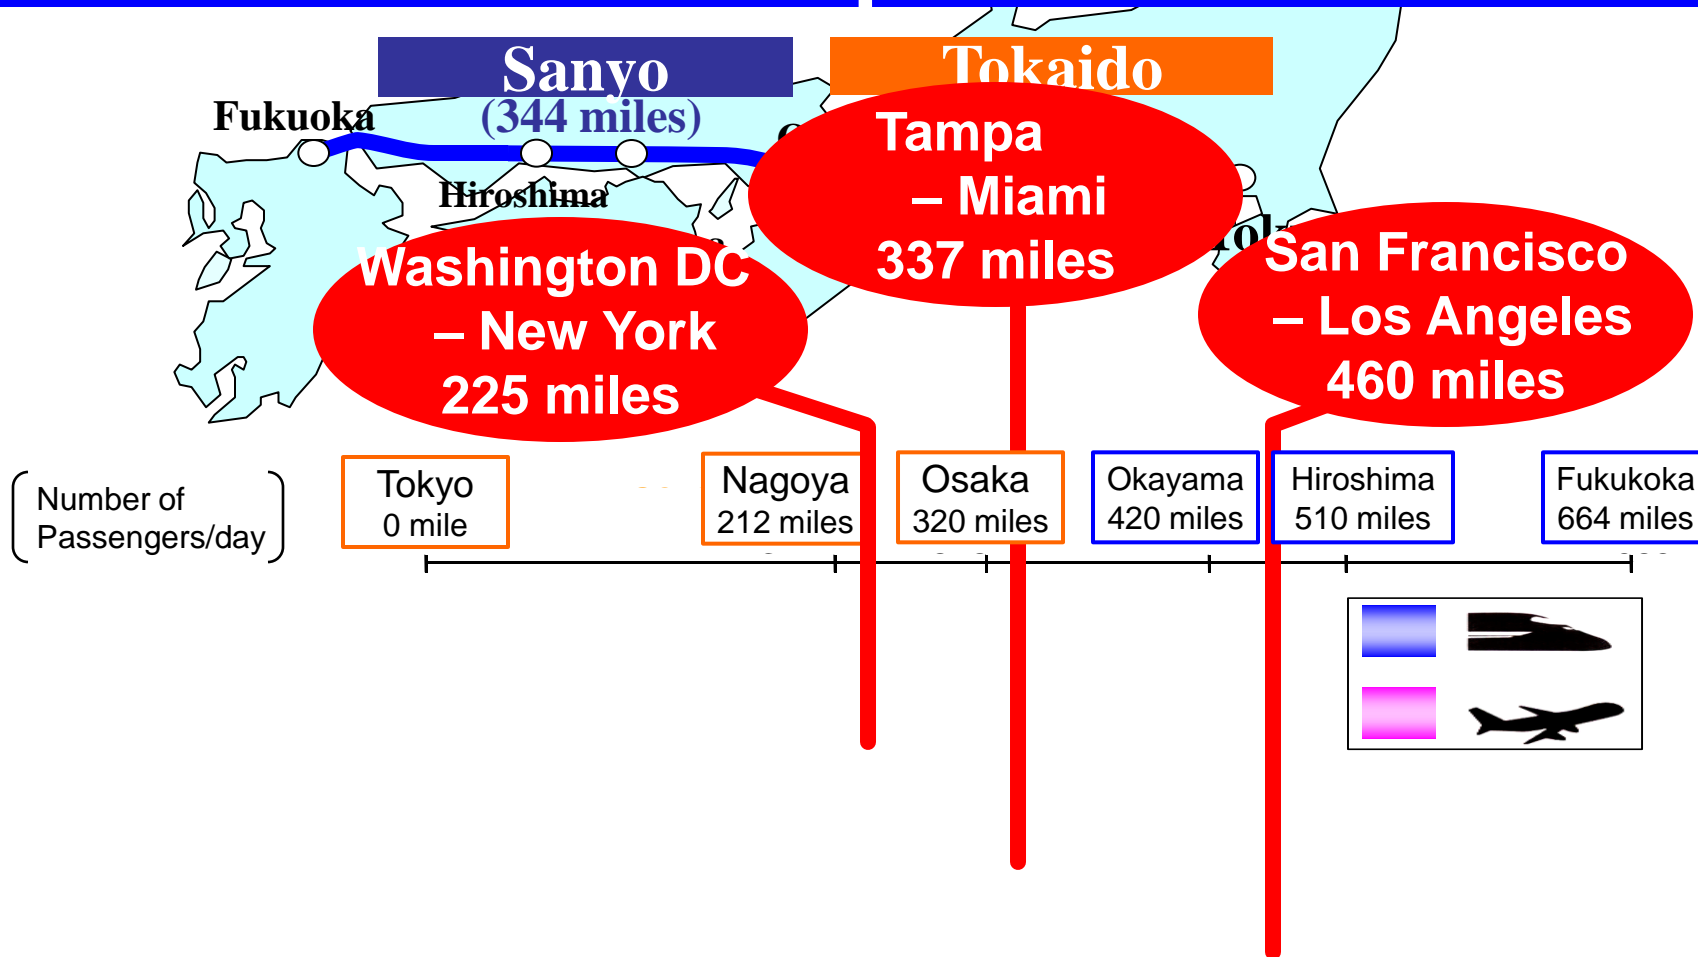 Sanyo
Tokaido
(344 miles)
Fukuoka
Hiroshima
Tampa
– Miami
337 miles
Washington DC
– New York
225 miles
San Francisco
– Los Angeles
460 miles
Number of
Passengers/day
Tokyo
0 mile
Nagoya
212 miles
Osaka
320 miles
Okayama
420 miles
Hiroshima
510 miles
Fukukoka
664 miles